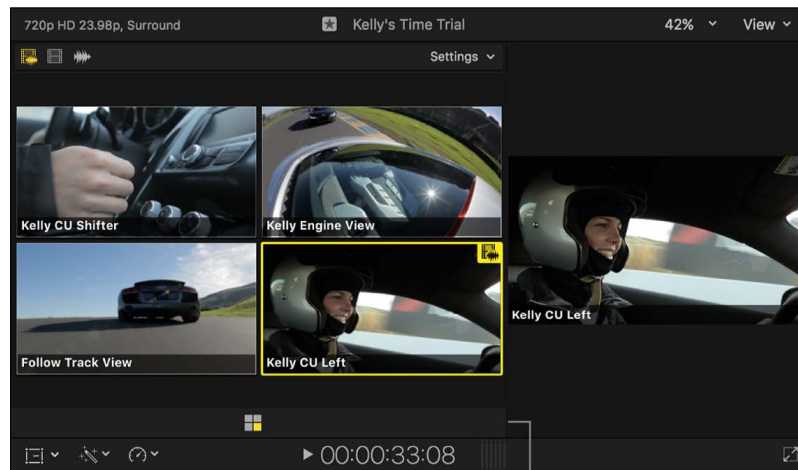 720p HD 23.98p, Surround
Kelly's Time Trial
42%
View
Settings
Kelly CU Shifter
Kelly Engine View
Follow Track View
Kelly CU Left
Kelly CU Left
00:00:33:08